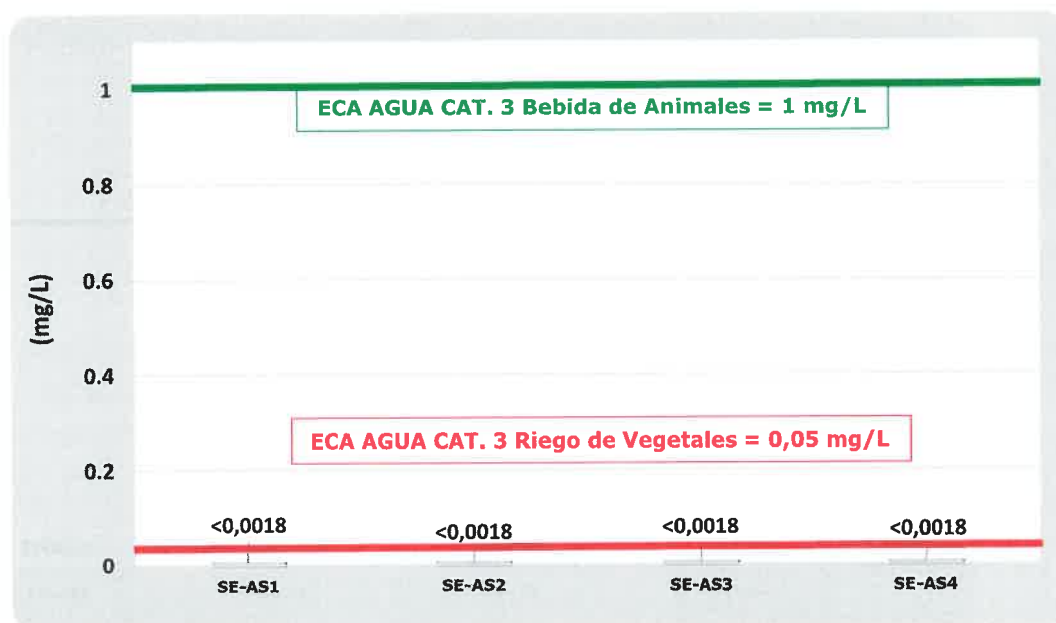 1
ECA AGUA CAT. 3 Bebida de Animales = 1 mg/L
0.8
0.6
(mg/L)
0.4
ECA AGUA CAT. 3 Riego de Vegetales = 0,05 mg/L
0.2
<0,0018 <0,0018 <0,0018 <0,0018
0
SE-AS1 SE-AS2 SE-AS3 SE-AS4